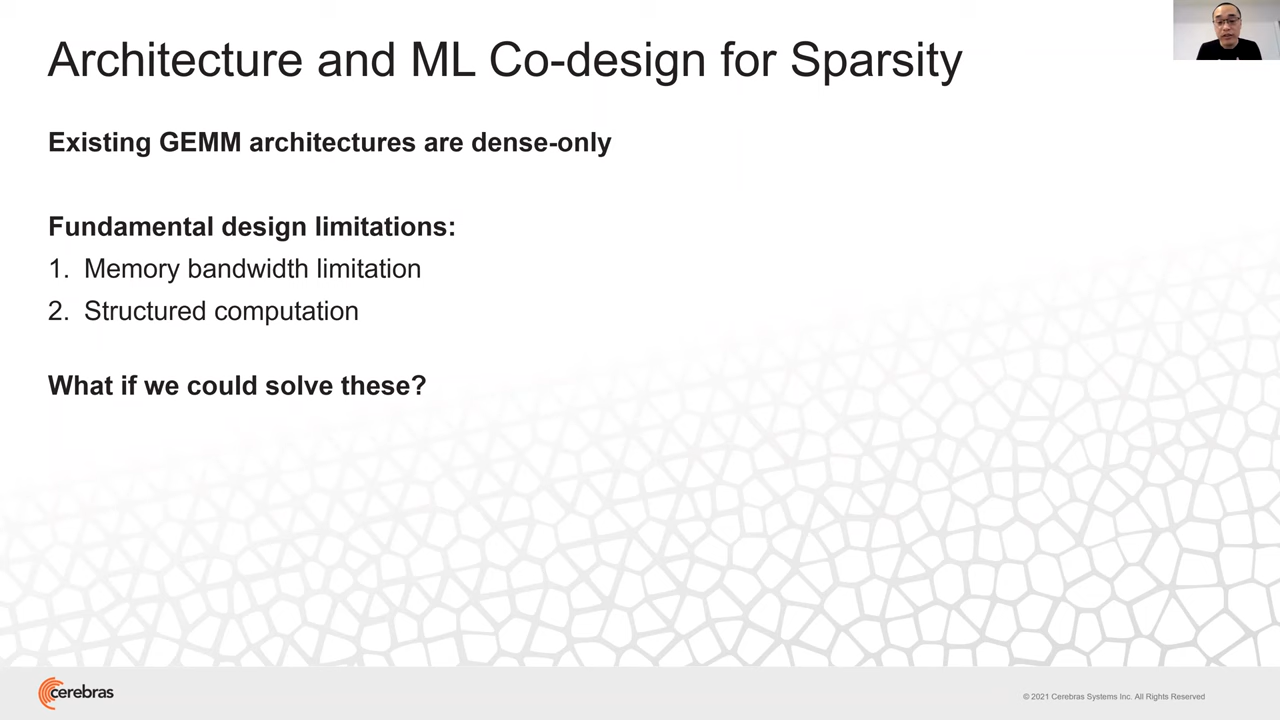 Architecture and ML Co-design for Sparsity
Existing GEMM architectures are dense-only
Fundamental design limitations:
1. Memory bandwidth limitation
2. Structured computation
What if we could solve these?
cerebras
© 2021 Cerebras Systems Inc. All Rights Reserved